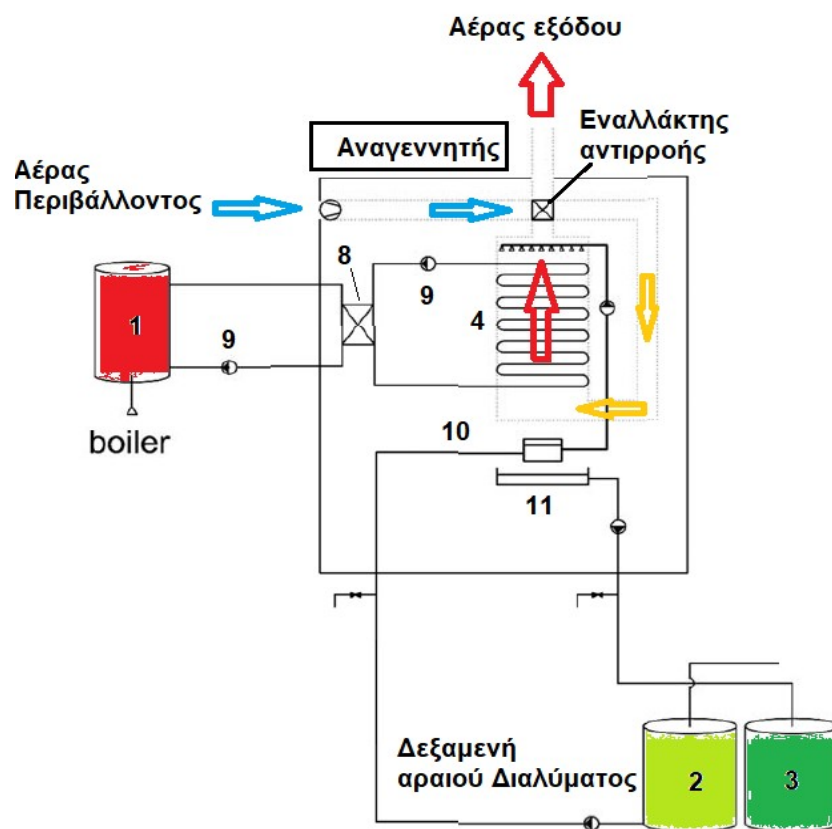 Αέρας εξόδου
Εναλλάκτης
αντιρροής
Αναγεννητής
Αέρας
Περιβάλλοντος
8
9
4
1
9
boiler
10
11
Δεξαμενή
αραιού Διαλύματος
2
3